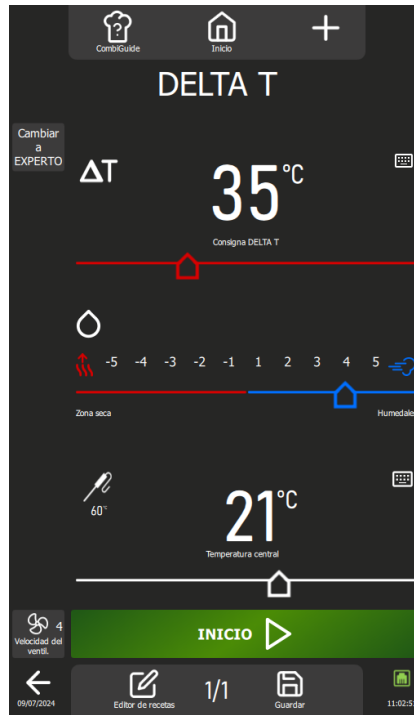 ?
CombiGuide
Inicio
DELTA T
Cambiar
a
EXPERTO
ΔT
35°C
Consigna DELTA T
-5 -4 -3 -2 -1 1 2 3 4 5
Zona seca
Humedale
60°
21°C
Temperatura central
4
Velocidad del
ventil.
INICIO
09/07/2024
Editor de recetas
1/1
Guardar
11:02:5